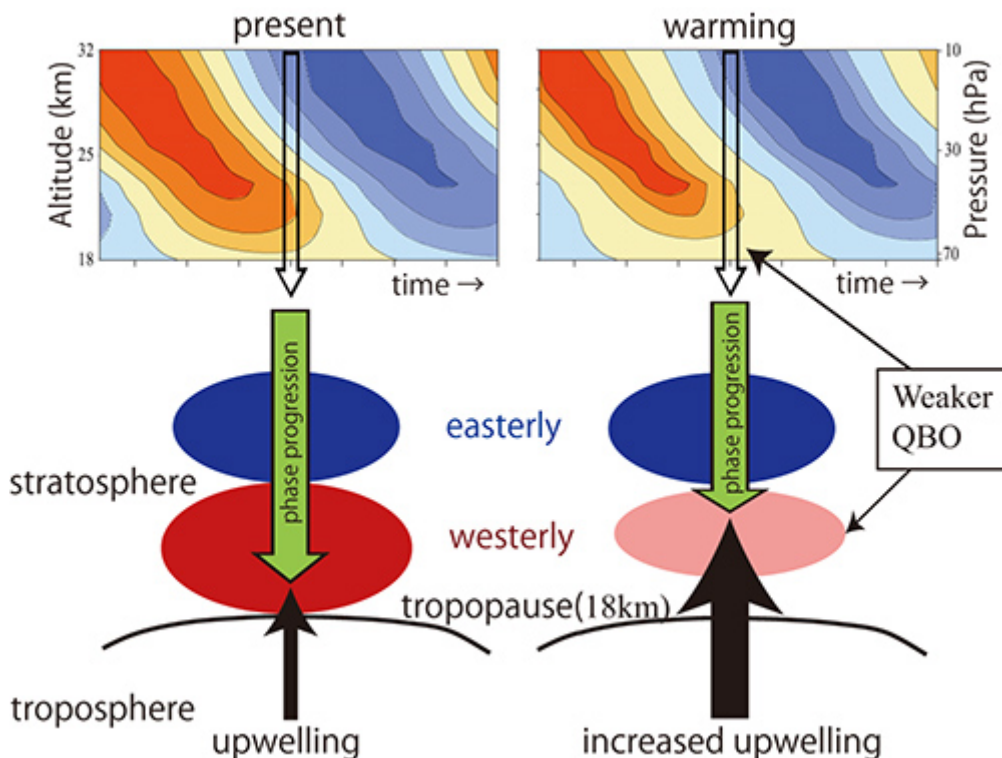 present
warming
32
25
18
Altitude (km)
10
30
70
Pressure (hPa)
time →
time →
phase progression
phase progression
Weaker
QBO
easterly
stratosphere
westerly
tropopause(18km)
troposphere
upwelling
increased upwelling